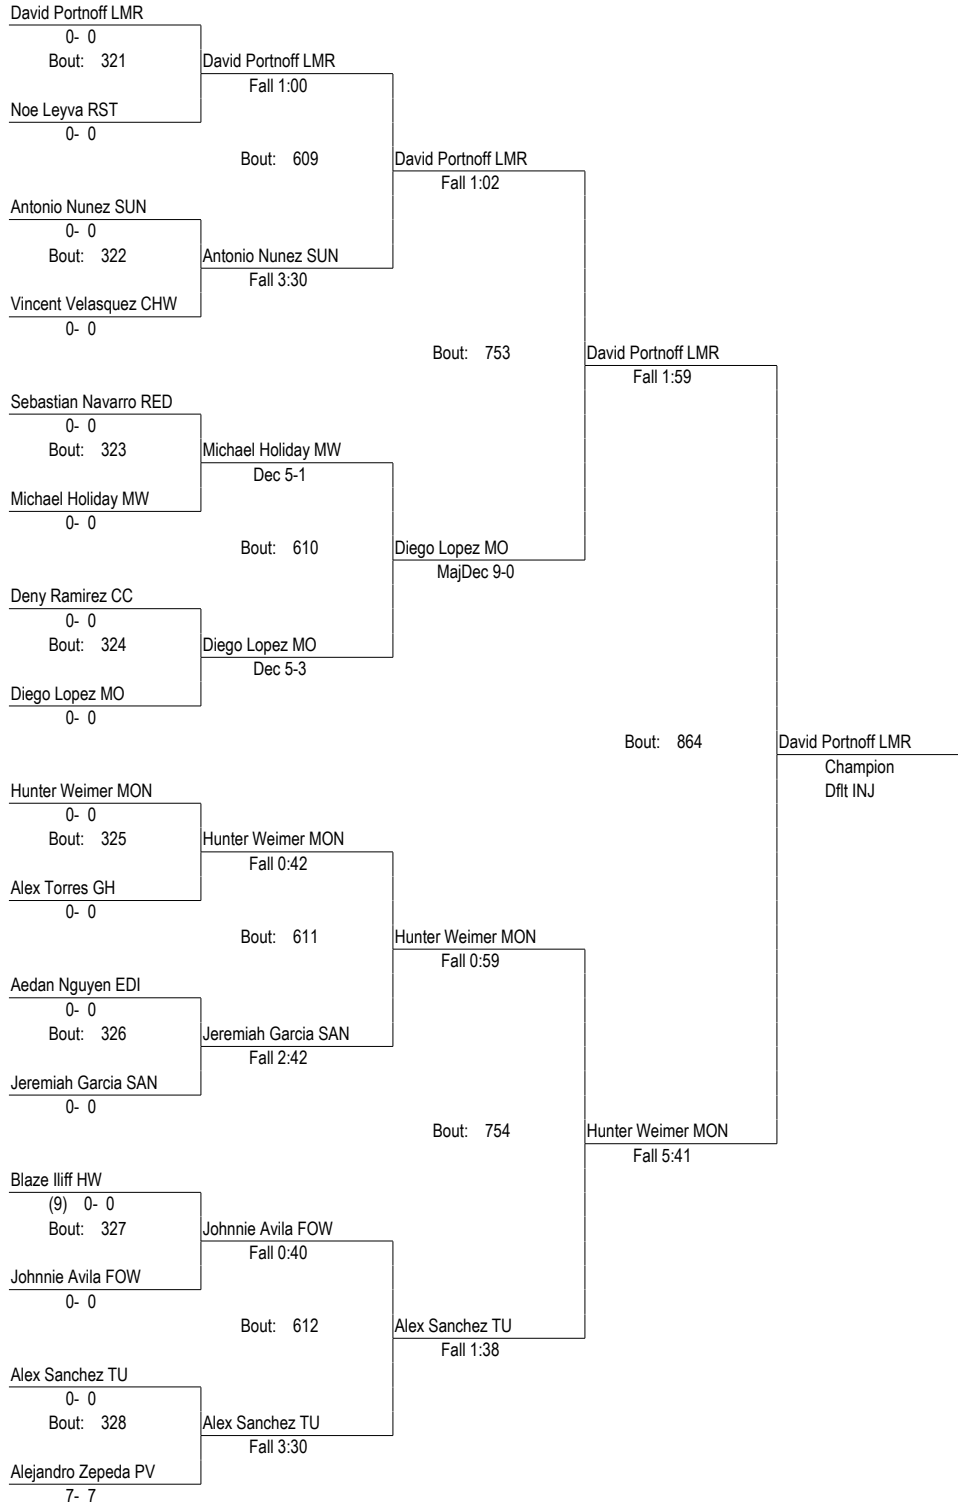 David Portnoff LMR
0- 0
Bout: 321
David Portnoff LMR
Fall 1:00
Noe Leyva RST
0- 0
Bout: 609
David Portnoff LMR
Fall 1:02
Antonio Nunez SUN
0- 0
Bout: 322
Antonio Nunez SUN
Fall 3:30
Vincent Velasquez CHW
0- 0
Bout: 753
David Portnoff LMR
Fall 1:59
Sebastian Navarro RED
0- 0
Bout: 323
Michael Holiday MW
Dec 5-1
Michael Holiday MW
0- 0
Bout: 610
Diego Lopez MO
MajDec 9-0
Deny Ramirez CC
0- 0
Bout: 324
Diego Lopez MO
Dec 5-3
Diego Lopez MO
0- 0
Bout: 864
David Portnoff LMR
Champion
Dflt INJ
Hunter Weimer MON
0- 0
Bout: 325
Hunter Weimer MON
Fall 0:42
Alex Torres GH
0- 0
Bout: 611
Hunter Weimer MON
Fall 0:59
Aedan Nguyen EDI
0- 0
Bout: 326
Jeremiah Garcia SAN
Fall 2:42
Jeremiah Garcia SAN
0- 0
Bout: 754
Hunter Weimer MON
Fall 5:41
Blaze Iliff HW
(9) 0- 0
Bout: 327
Johnnie Avila FOW
Fall 0:40
Johnnie Avila FOW
0- 0
Bout: 612
Alex Sanchez TU
Fall 1:38
Alex Sanchez TU
0- 0
Bout: 328
Alex Sanchez TU
Fall 3:30
Alejandro Zepeda PV
7- 7